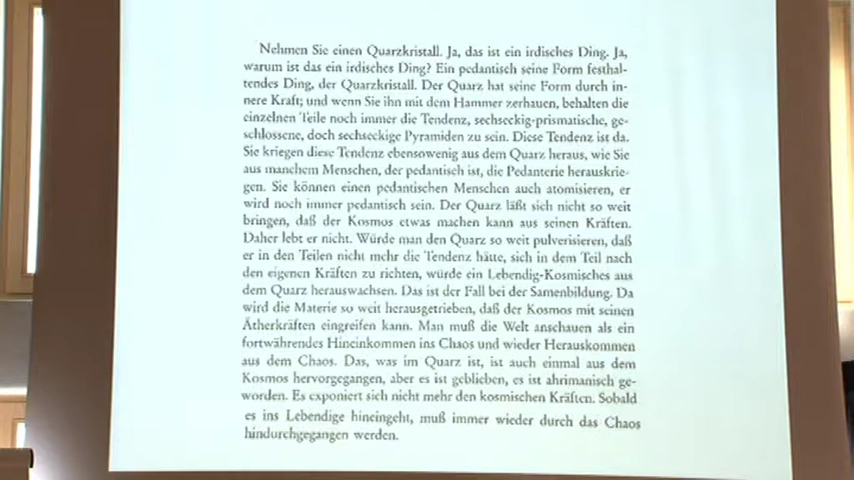 Nehmen Sie einen Quarzkristall. Ja, das ist ein irdisches Ding. Ja,
warum ist das ein irdisches Ding? Ein pedantisch seine Form festhal-
tendes Ding, der Quarzkristall. Der Quarz hat seine Form durch in-
nere Kraft; und wenn Sie ihn mit dem Hammer zerhauen, behalten die
einzelnen Teile noch immer die Tendenz, sechseckig-prismatische, ge-
schlossene, doch sechseckige Pyramiden zu sein. Diese Tendenz ist da.
Sie kriegen diese Tendenz ebensowenig aus dem Quarz heraus, wie Sie
aus manchem Menschen, der pedantisch ist, die Pedanterie herauskrie-
gen. Sie können einen pedantischen Menschen auch atomisieren, er
wird noch immer pedantisch sein. Der Quarz läßt sich nicht so weit
bringen, daß der Kosmos etwas machen kann aus seinen Kräften.
Daher lebt er nicht. Würde man den Quarz so weit pulverisieren, daß
er in den Teilen nicht mehr die Tendenz hätte, sich in dem Teil nach
den eigenen Kräften zu richten, würde ein Lebendig-Kosmisches aus
dem Quarz herauswachsen. Das ist der Fall bei der Samenbildung. Da
wird die Materie so weit herausgetrieben, daß der Kosmos mit seinen
Ätherkräften eingreifen kann. Man muß die Welt anschauen als ein
fortwährendes Hineinkommen ins Chaos und wieder Herauskommen
aus dem Chaos. Das, was im Quarz ist, ist auch einmal aus dem
Kosmos hervorgegangen, aber es ist geblieben, es ist ahrimanisch ge-
worden. Es exponiert sich nicht mehr den kosmischen Kräften. Sobald
es ins Lebendige hineingeht, muß immer wieder durch das Chaos
hindurchgegangen werden.